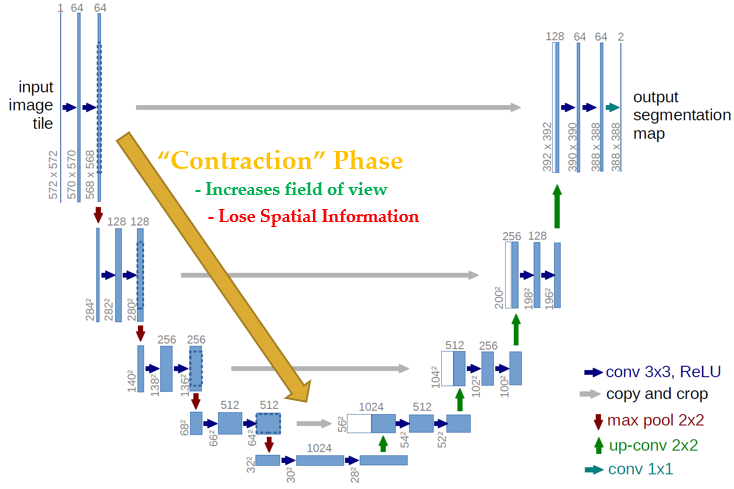 1 64 64
128 64 64 2
input
image
tile
output
segmentation
map
572 x 572
570 x 570
568 x 568
392 x 392
390 x 390
388 x 388
388 x 388
“Contraction” Phase
- Increases field of view
- Lose Spatial Information
128 128
256 128
284²
282²
280²
200²
198²
196²
256 256
512 256
140²
138²
136²
104²
102²
100²
512 512
1024 512
68²
66²
64²
56²
54²
52²
1024
32²
30²
28²
conv 3x3, ReLU
copy and crop
max pool 2x2
up-conv 2x2
conv 1x1